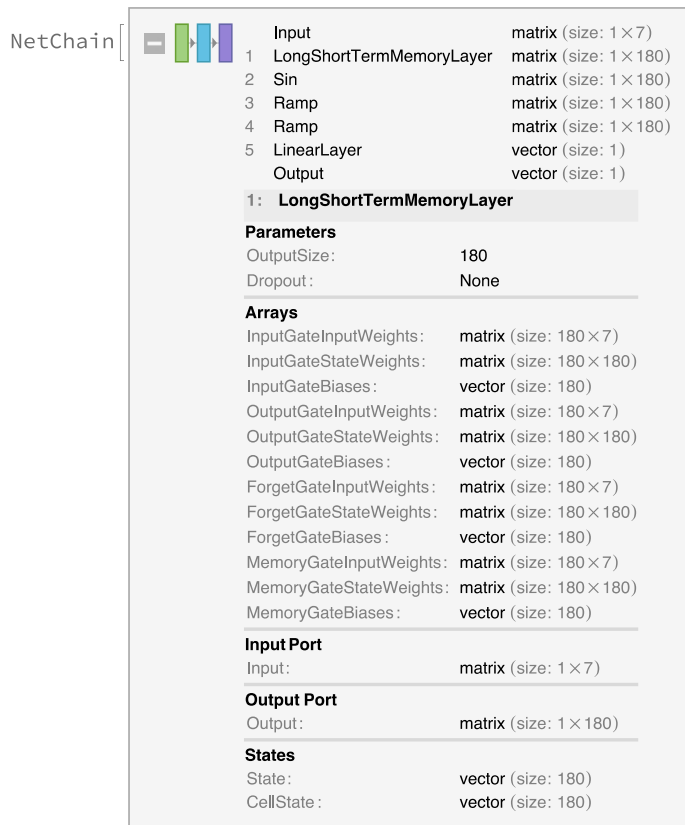 NetChain[
Input matrix (size: 1×7)
1 LongShortTermMemoryLayer matrix (size: 1×180)
2 Sin matrix (size: 1×180)
3 Ramp matrix (size: 1×180)
4 Ramp matrix (size: 1×180)
5 LinearLayer vector (size: 1)
Output vector (size: 1)
1: LongShortTermMemoryLayer
Parameters
OutputSize: 180
Dropout: None
Arrays
InputGateInputWeights: matrix (size: 180×7)
InputGateStateWeights: matrix (size: 180×180)
InputGateBiases: vector (size: 180)
OutputGateInputWeights: matrix (size: 180×7)
OutputGateStateWeights: matrix (size: 180×180)
OutputGateBiases: vector (size: 180)
ForgetGateInputWeights: matrix (size: 180×7)
ForgetGateStateWeights: matrix (size: 180×180)
ForgetGateBiases: vector (size: 180)
MemoryGateInputWeights: matrix (size: 180×7)
MemoryGateStateWeights: matrix (size: 180×180)
MemoryGateBiases: vector (size: 180)
Input Port
Input: matrix (size: 1×7)
Output Port
Output: matrix (size: 1×180)
States
State: vector (size: 180)
CellState: vector (size: 180)